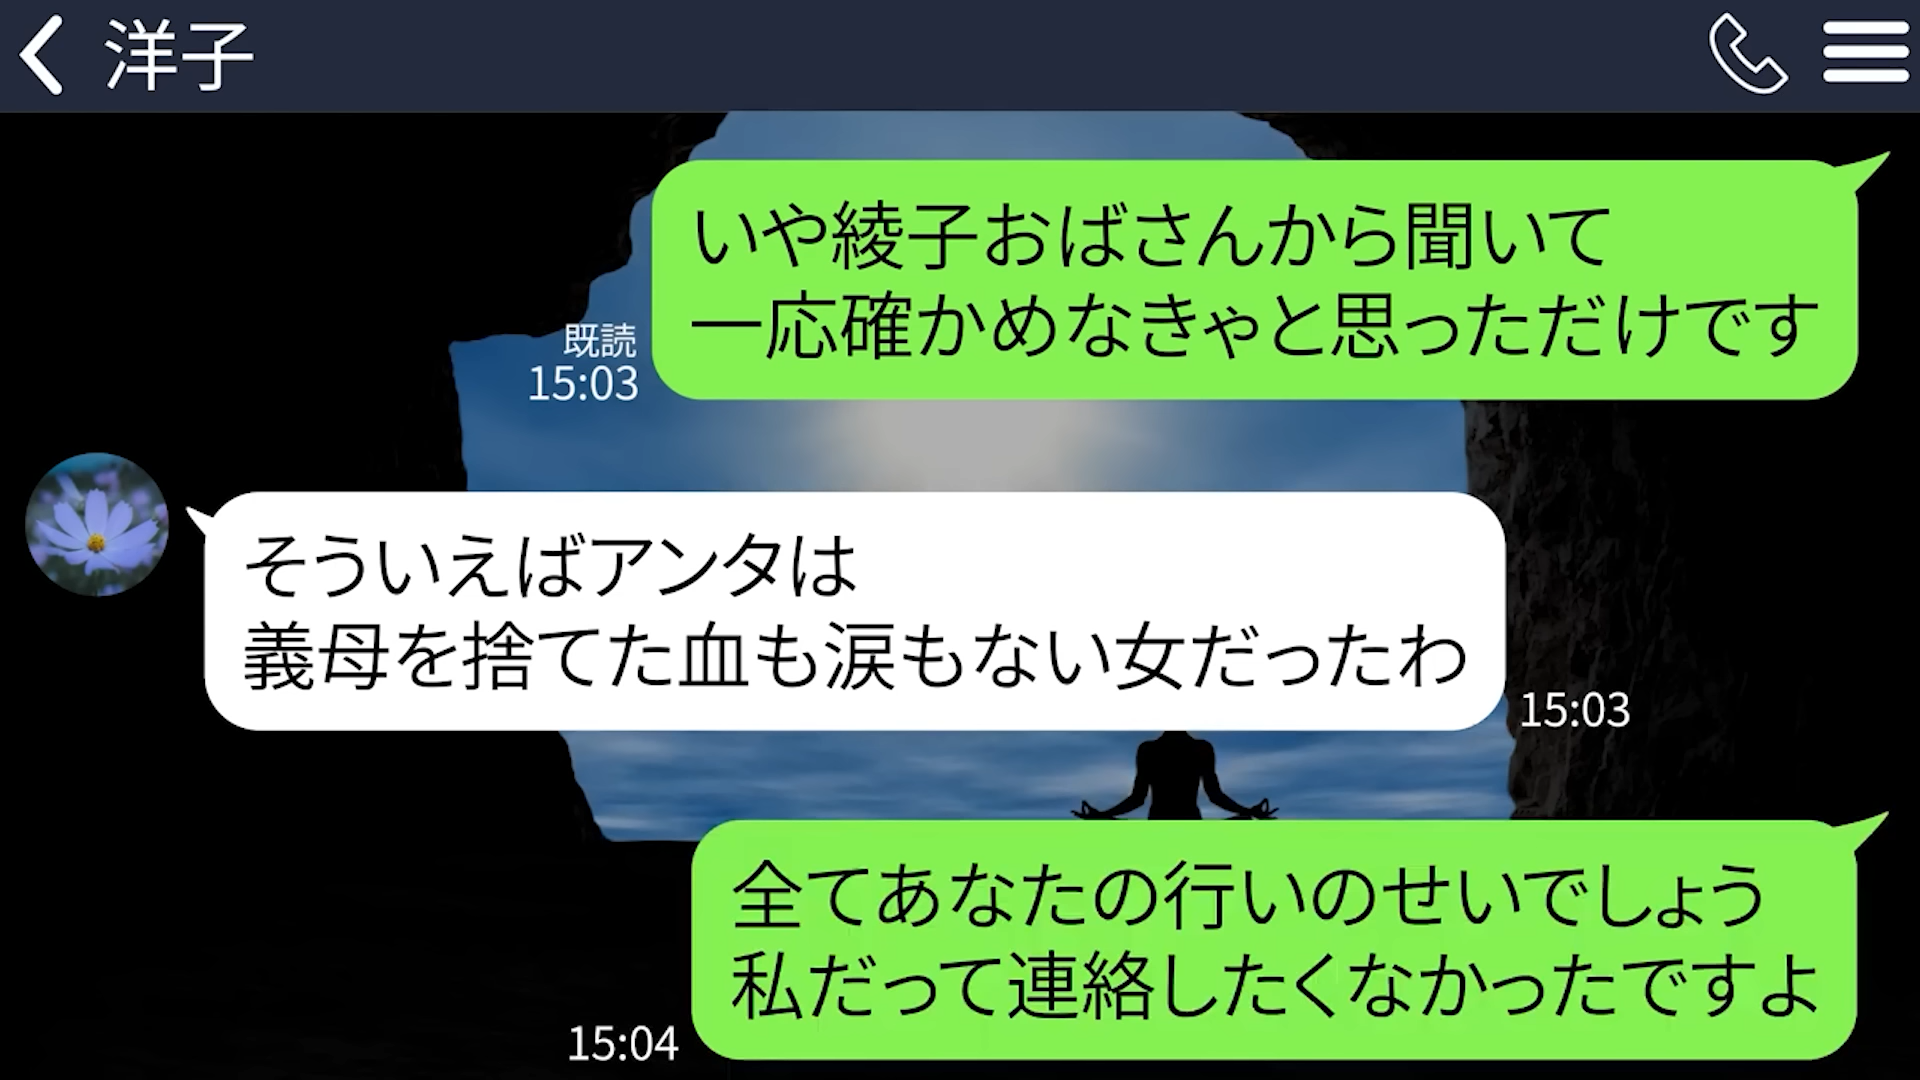 洋子
いや綾子おばさんから聞いて
一応確かめなきゃと思っただけです
既読
15:03
そういえばアンタは
義母を捨てた血も涙もない女だったわ
15:03
全てあなたの行いのせいでしょう
私だって連絡したくなかったですよ
15:04